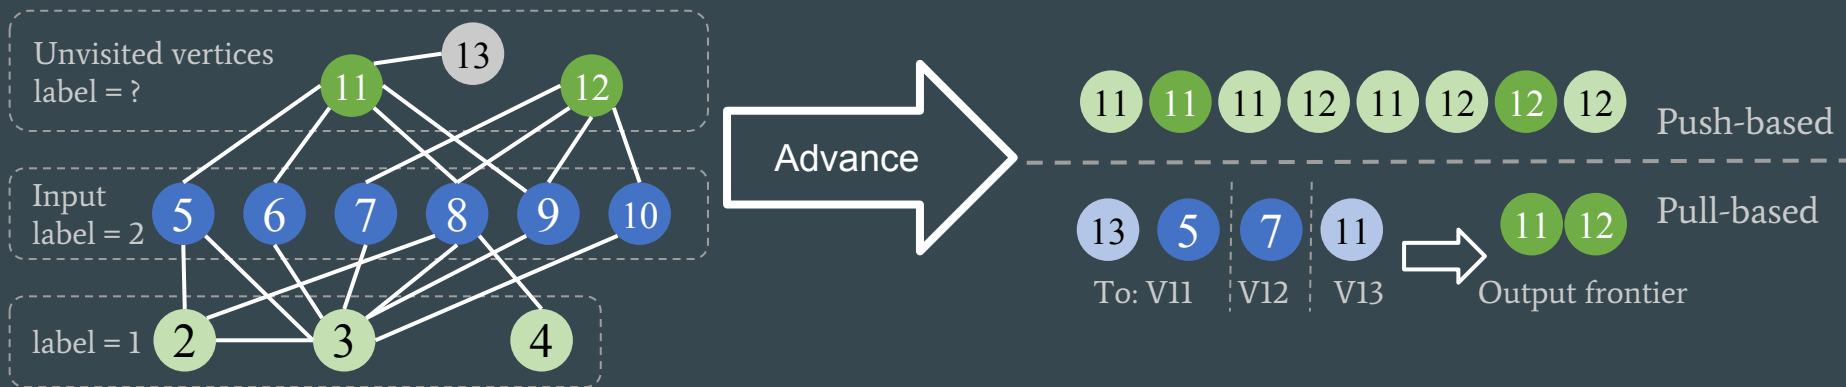 Unvisited vertices
label = ?
13
11
12
Input
label = 2
5 6 7 8 9 10
label = 1
2 3 4
Advance
11 11 11 12 11 12 12 12
Push-based
13 5 7 11
11 12
Pull-based
To: V11 V12 V13
Output frontier